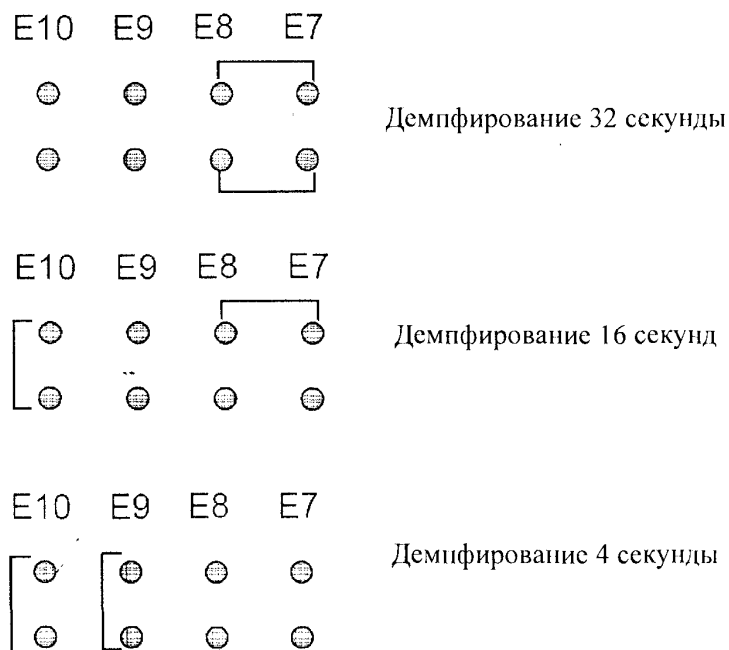 E10 E9 E8 E7
Демпфирование 32 секунды
E10 E9 E8 E7
Демпфирование 16 секунд
E10 E9 E8 E7
Демпфирование 4 секунды